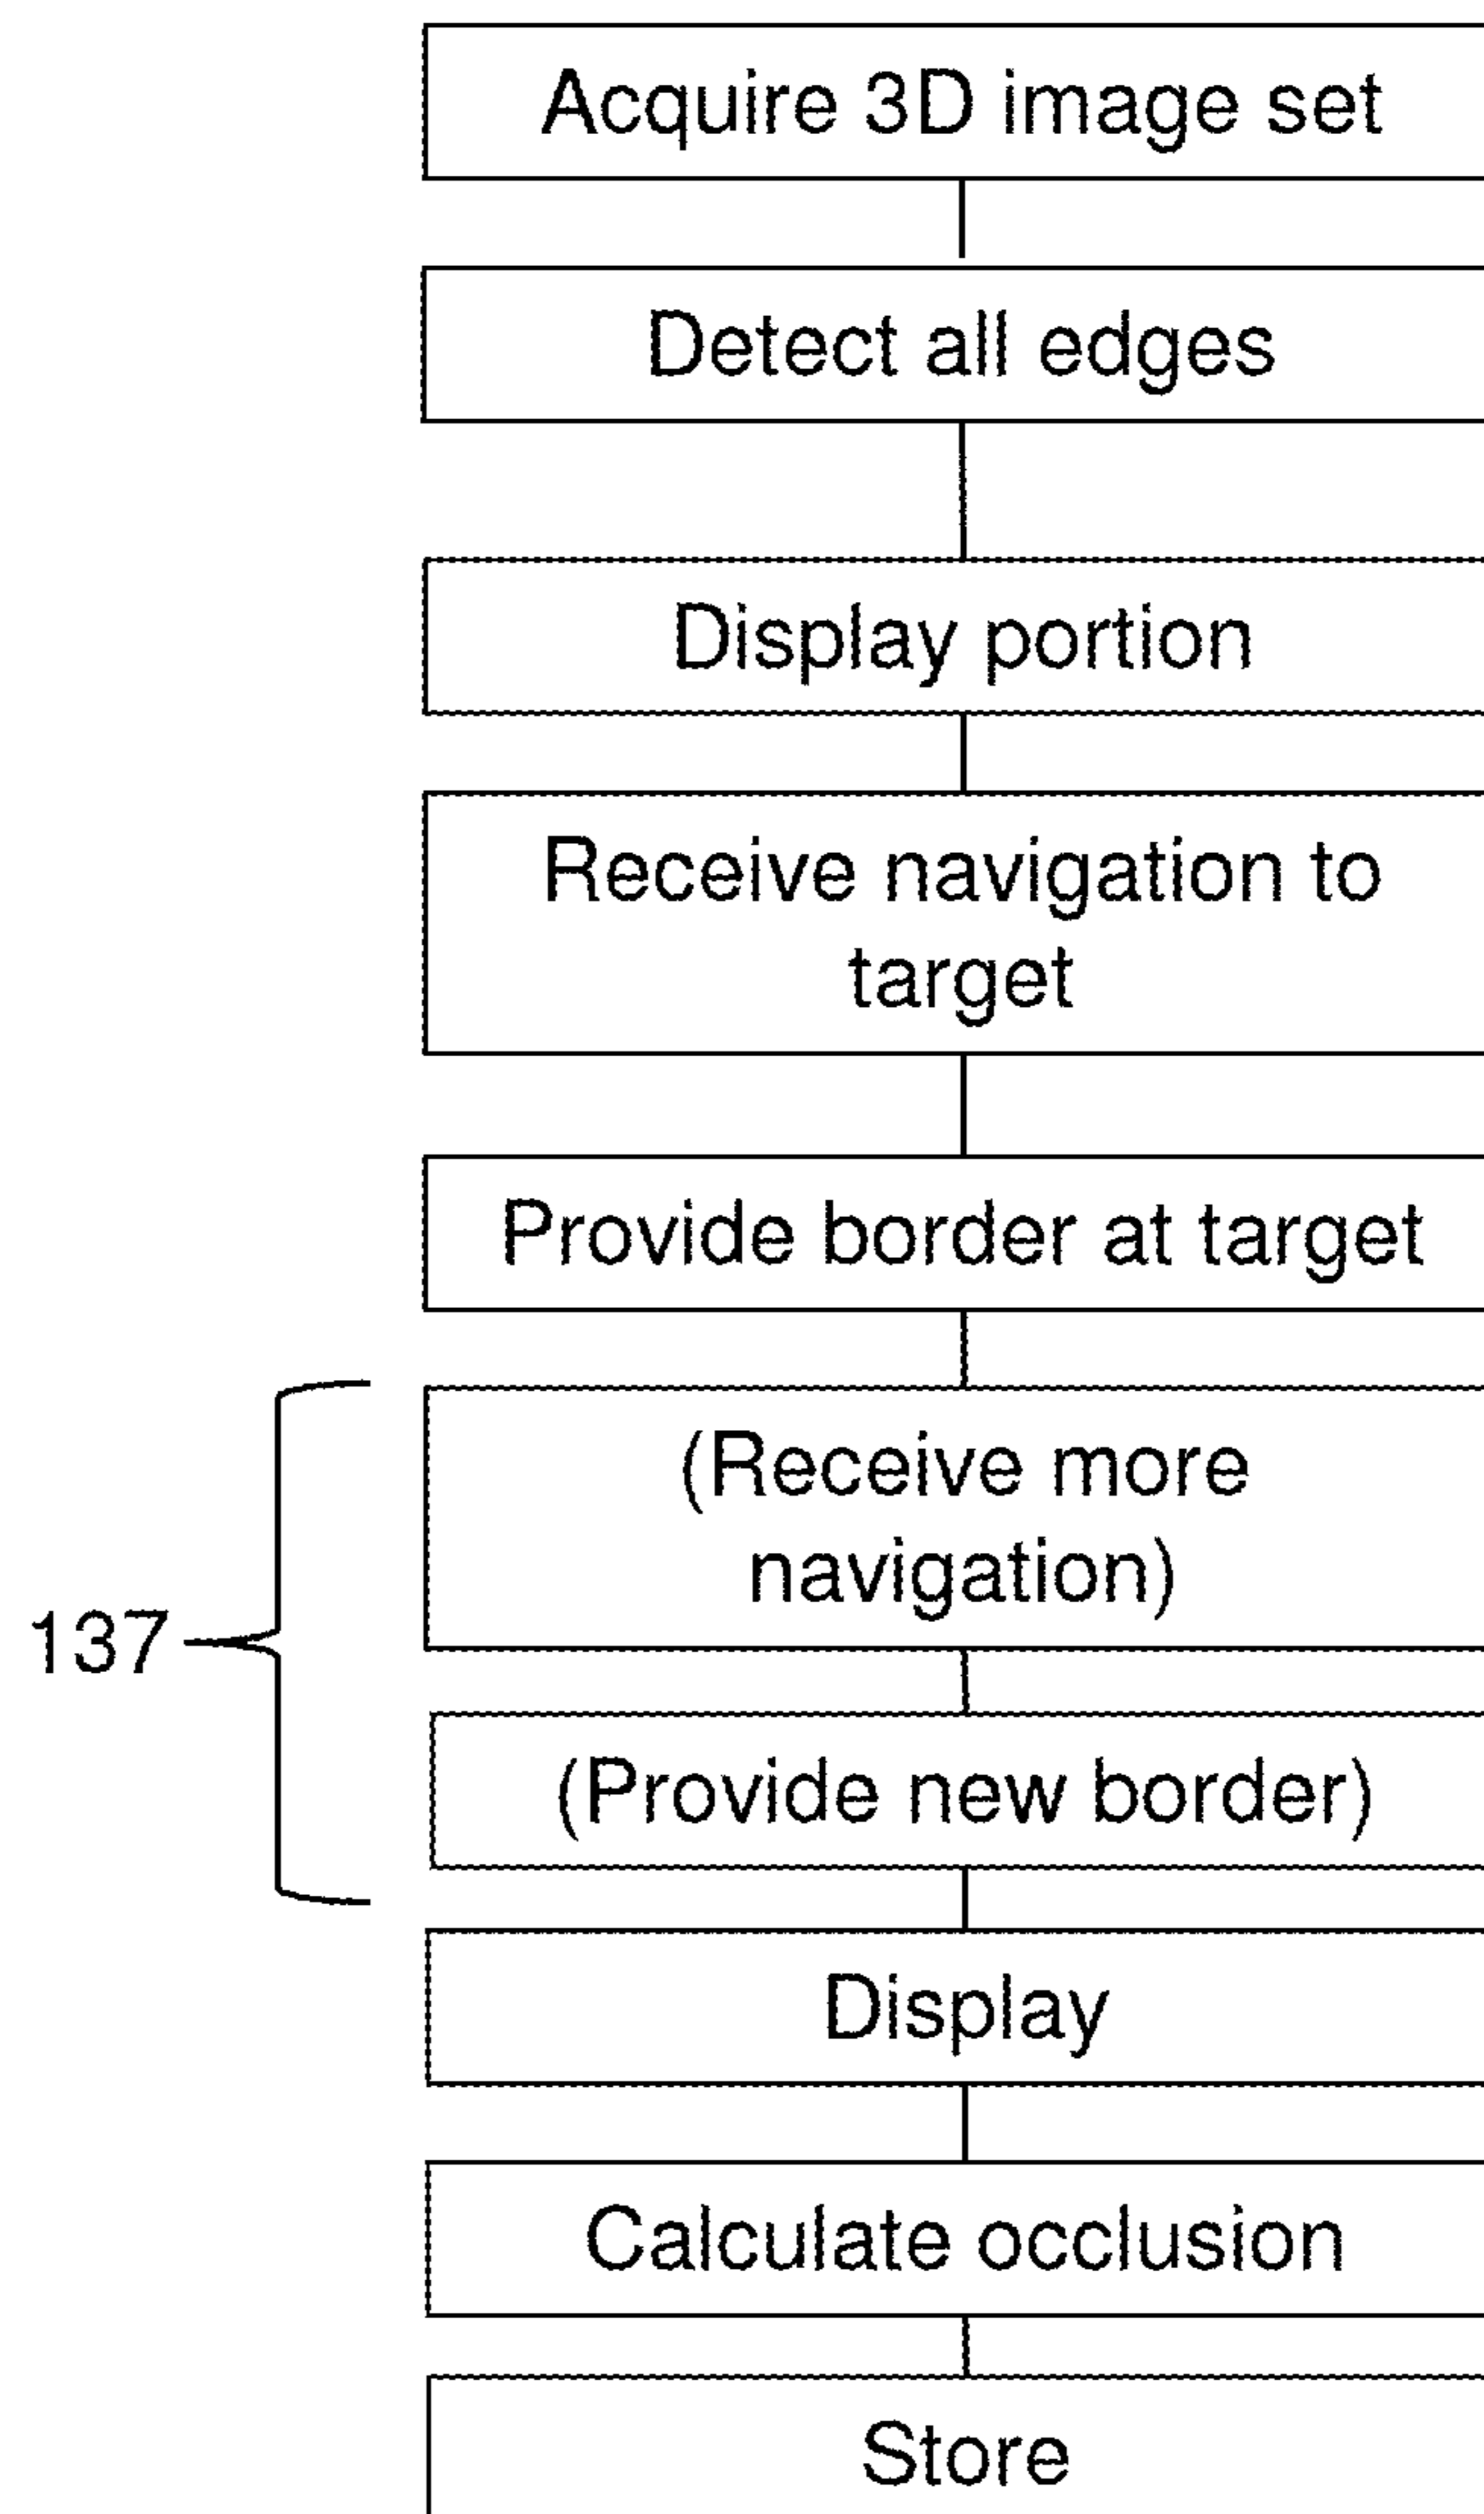 Acquire 3D image set
Detect all edges
Display portion
Receive navigation to
target
Provide border at target
(Receive more
navigation)
137
(Provide new border)
Display
Calculate occlusion
Store